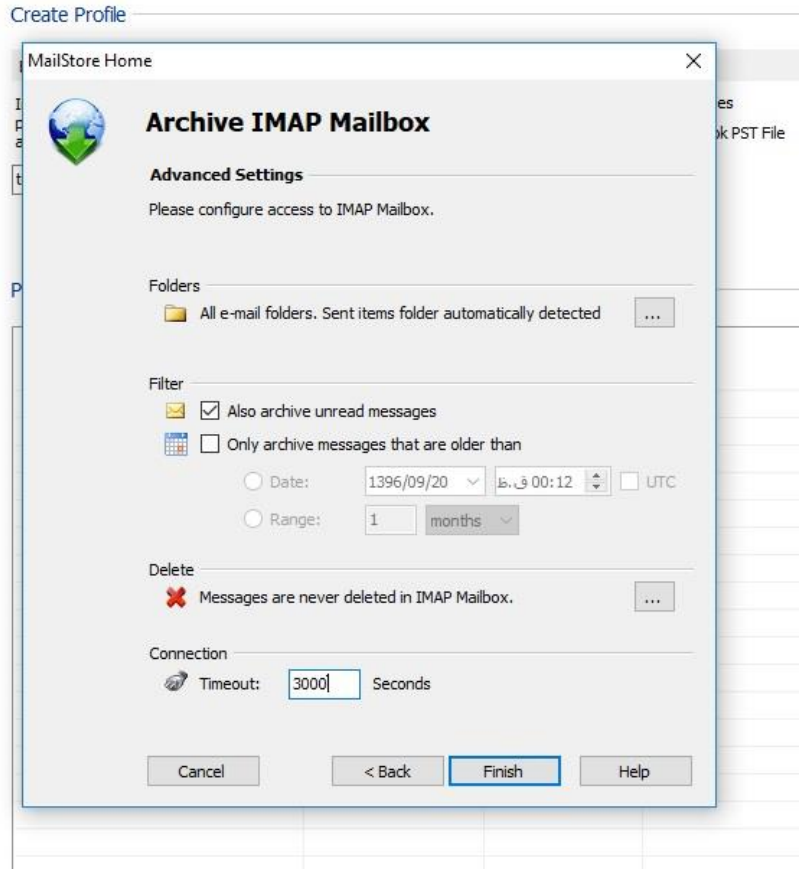 Create Profile
MailStore Home
es
ok PST File
Archive IMAP Mailbox
Advanced Settings
Please configure access to IMAP Mailbox.
Folders
All e-mail folders. Sent items folder automatically detected
...
Filter
Also archive unread messages
Only archive messages that are older than
Date:
1396/09/20
00:12 ق.ظ
UTC
Range:
1
months
Delete
Messages are never deleted in IMAP Mailbox.
...
Connection
Timeout:
3000
Seconds
Cancel
< Back
Finish
Help